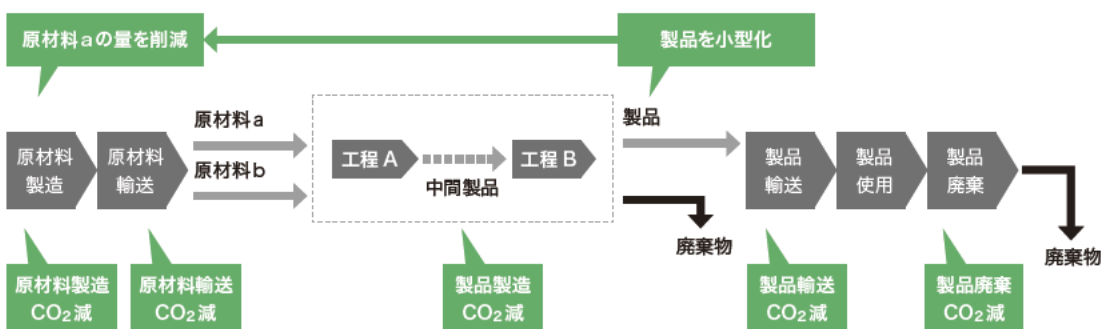 原材料aの量を削減
製品を小型化
原材料
製造
原材料
輸送
原材料a
原材料b
工程A
中間製品
工程B
製品
廃棄物
製品
輸送
製品
使用
製品
廃棄
廃棄物
原材料製造
CO₂減
原材料輸送
CO₂減
製品製造
CO₂減
製品輸送
CO₂減
製品廃棄
CO₂減